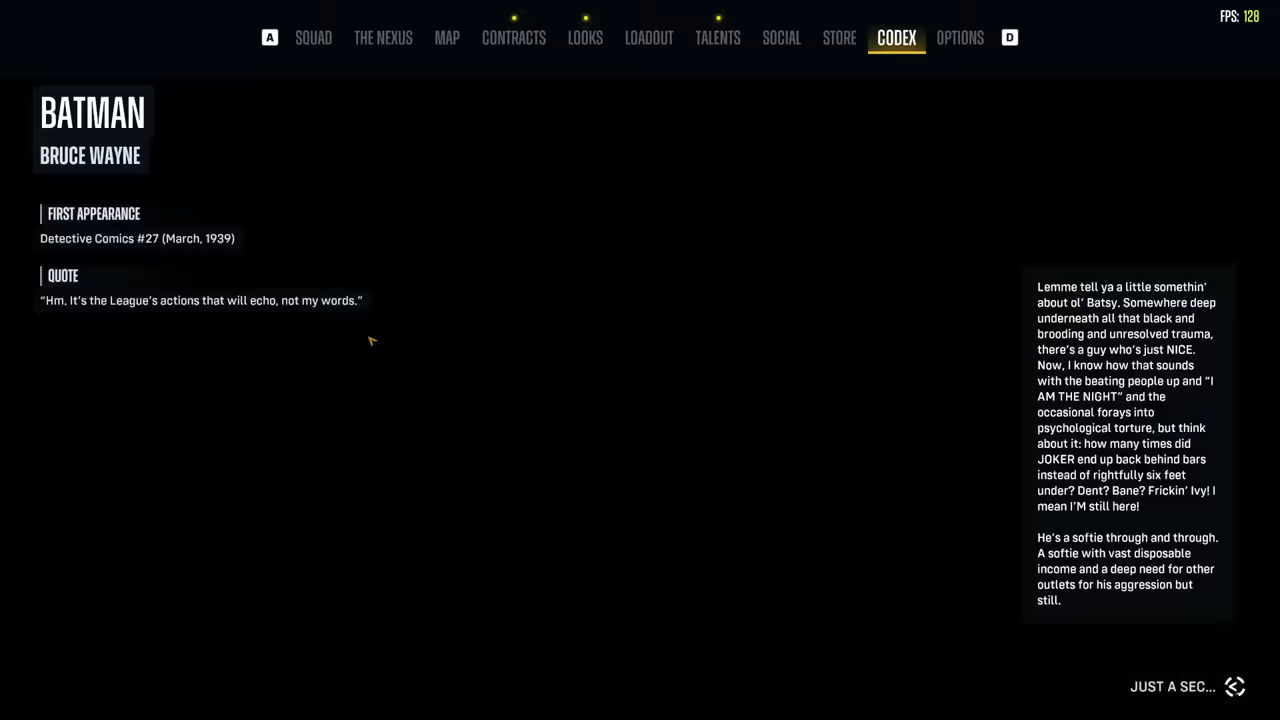 FPS: 128
A SQUAD THE NEXUS MAP CONTRACTS LOOKS LOADOUT TALENTS SOCIAL STORE CODEX OPTIONS D
BATMAN
BRUCE WAYNE
FIRST APPEARANCE
Detective Comics #27 (March, 1939)
QUOTE
“Hm. It’s the League’s actions that will echo, not my words.”
Lemme tell ya a little somethin’
about ol’ Batsy. Somewhere deep
underneath all that black and
brooding and unresolved trauma,
there’s a guy who’s just NICE.
Now, I know how that sounds
with the beating people up and “I
AM THE NIGHT” and the
occasional forays into
psychological torture, but think
about it: how many times did
JOKER end up back behind bars
instead of rightfully six feet
under? Dent? Bane? Frickin’ Ivy! I
mean I’M still here!
He’s a softie through and through.
A softie with vast disposable
income and a deep need for other
outlets for his aggression but
still.
JUST A SEC...